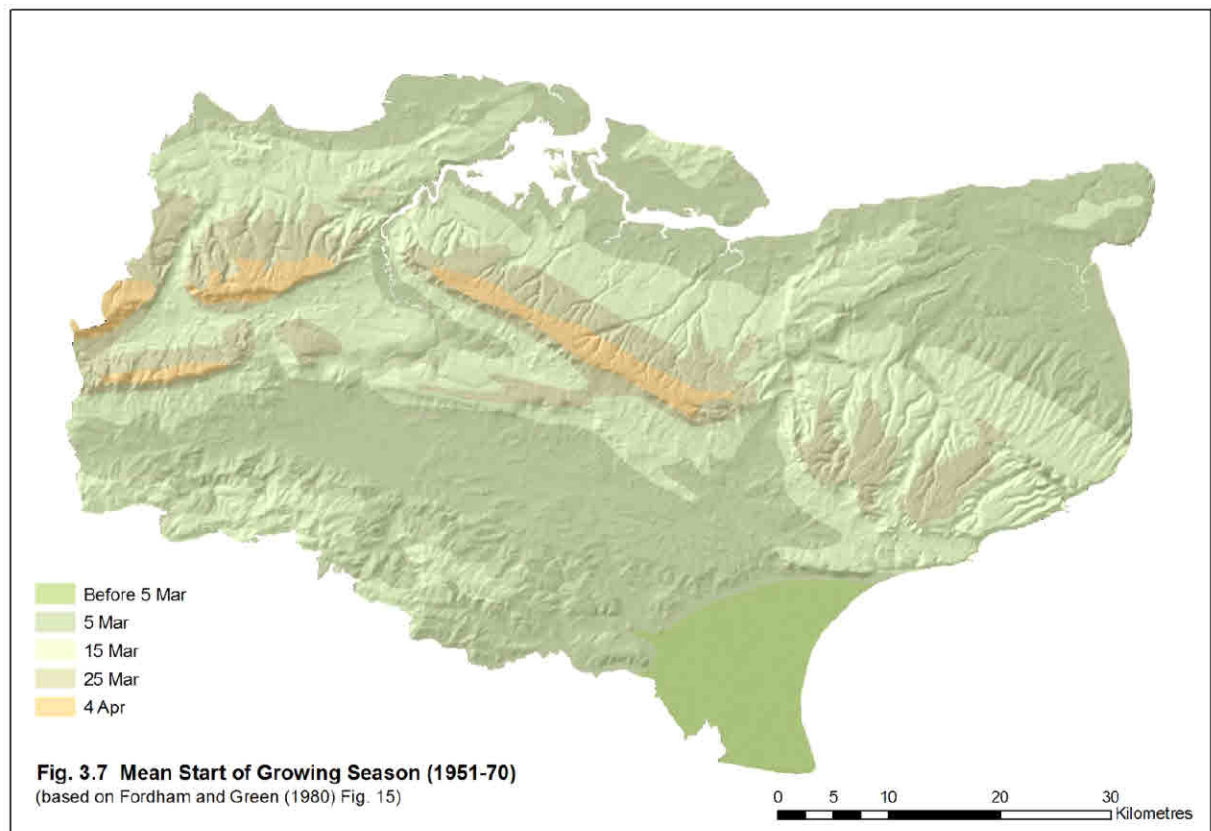 Before 5 Mar
5 Mar
15 Mar
25 Mar
4 Apr
Fig. 3.7 Mean Start of Growing Season (1951-70)
(based on Fordham and Green (1980) Fig. 15)
0 5 10 20 30
Kilometres